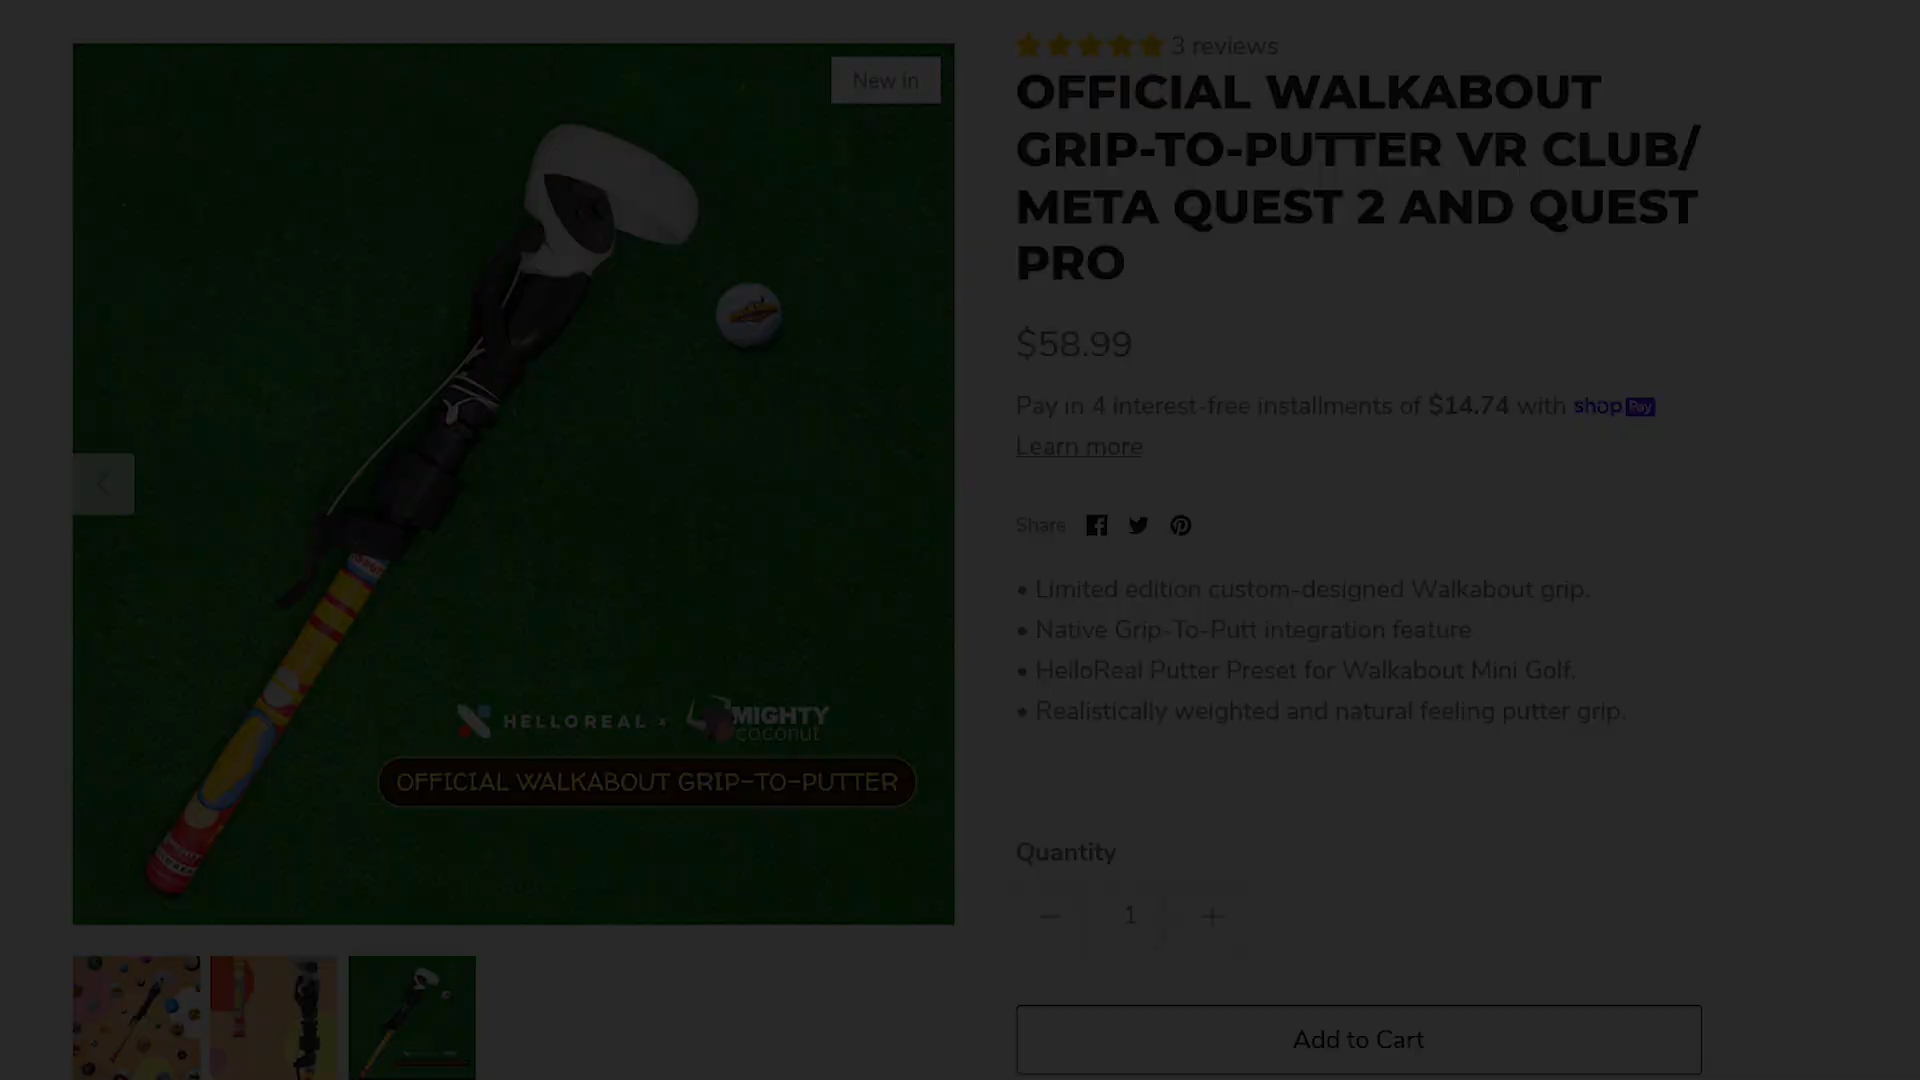 New in
HELLOREAL x MIGHTY
coconut
OFFICIAL WALKABOUT GRIP-TO-PUTTER
3 reviews
OFFICIAL WALKABOUT
GRIP-TO-PUTTER VR CLUB/
META QUEST 2 AND QUEST
PRO
$58.99
Pay in 4 interest-free installments of $14.74 with shop Pay
Learn more
Share
• Limited edition custom-designed Walkabout grip.
• Native Grip-To-Putt integration feature
• HelloReal Putter Preset for Walkabout Mini Golf.
• Realistically weighted and natural feeling putter grip.
Quantity
− 1 +
Add to Cart